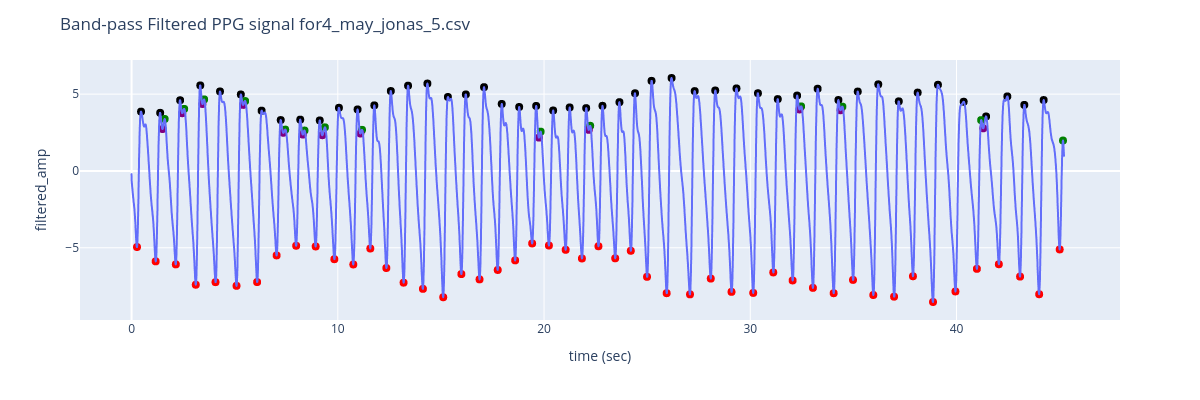 Band-pass Filtered PPG signal for4_may_jonas_5.csv
5
0
−5
filtered_amp
0
10
20
30
40
time (sec)